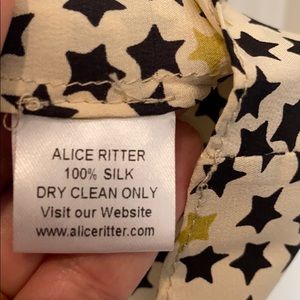 ALICE RITTER
100% SILK
DRY CLEAN ONLY
Visit our Website
www.aliceritter.com